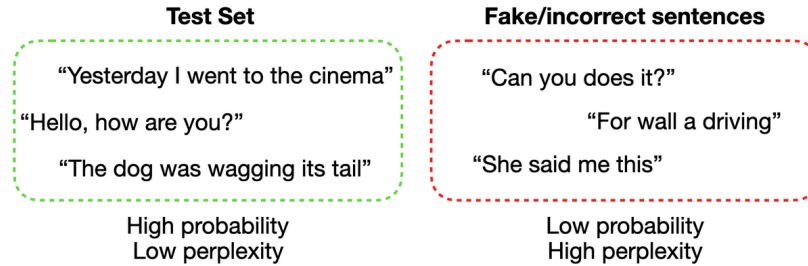 Test Set
“Yesterday I went to the cinema”
“Hello, how are you?”
“The dog was wagging its tail”
High probability
Low perplexity
Fake/incorrect sentences
“Can you does it?”
“For wall a driving”
“She said me this”
Low probability
High perplexity